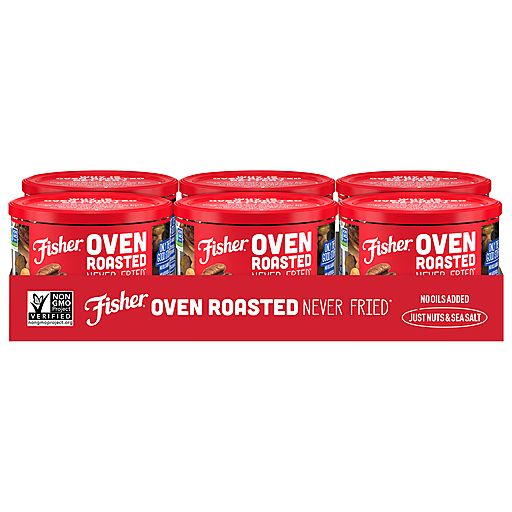 Fisher OVEN
ROASTED
NEVER FRIED
Fisher OVEN
ROASTED
NEVER FRIED
Fisher OVEN
ROASTED
NEVER FRIED
NON
GMO
Project
VERIFIED
nongmoproject.org
Fisher OVEN ROASTED NEVER FRIED
NO OILS ADDED
JUST NUTS & SEA SALT